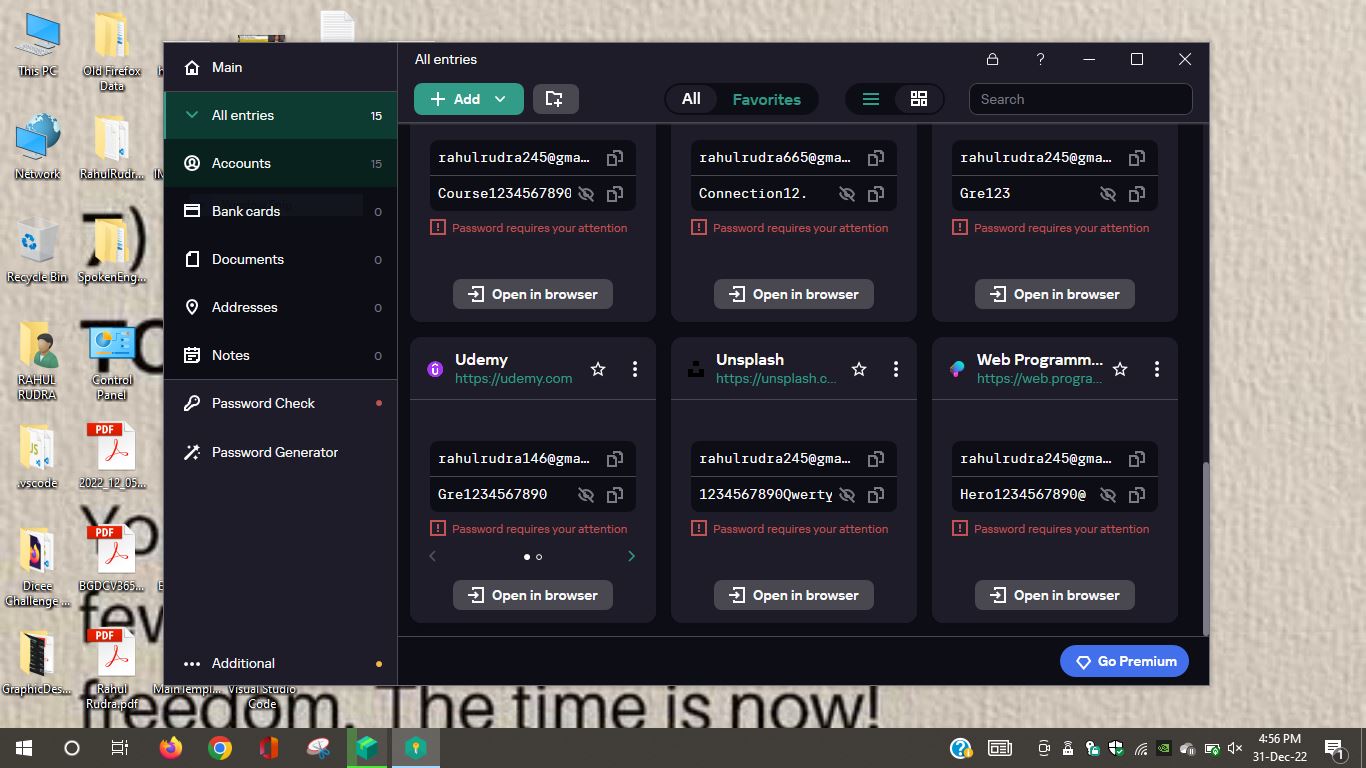 This PC
Old Firefox
Data
Network
RahulRudr...
Recycle Bin
SpokenEng...
RAHUL
RUDRA
Control
Panel
.vscode
PDF
2022_12_05...
Dicee
Challenge ...
PDF
BGDCV365...
GraphicDes...
PDF
Rahul
Rudra.pdf
MainTempl...
Visual Studio
Code
freedom. The time is now!
Main
All entries 15
Accounts 15
Bank cards 0
Documents 0
Addresses 0
Notes 0
Password Check
Password Generator
Additional
All entries
?
Add
All Favorites
Search
rahulrudra245@gma...
Course1234567890
Password requires your attention
Open in browser
rahulrudra665@gma...
Connection12.
Password requires your attention
Open in browser
rahulrudra245@gma...
Gre123
Password requires your attention
Open in browser
Udemy
https://udemy.com
rahulrudra146@gma...
Gre1234567890
Password requires your attention
Open in browser
Unsplash
https://unsplash.c...
rahulrudra245@gma...
1234567890Qwerty
Password requires your attention
Open in browser
Web Programm...
https://web.progra...
rahulrudra245@gma...
Hero1234567890@
Password requires your attention
Open in browser
Go Premium
4:56 PM
31-Dec-22
1